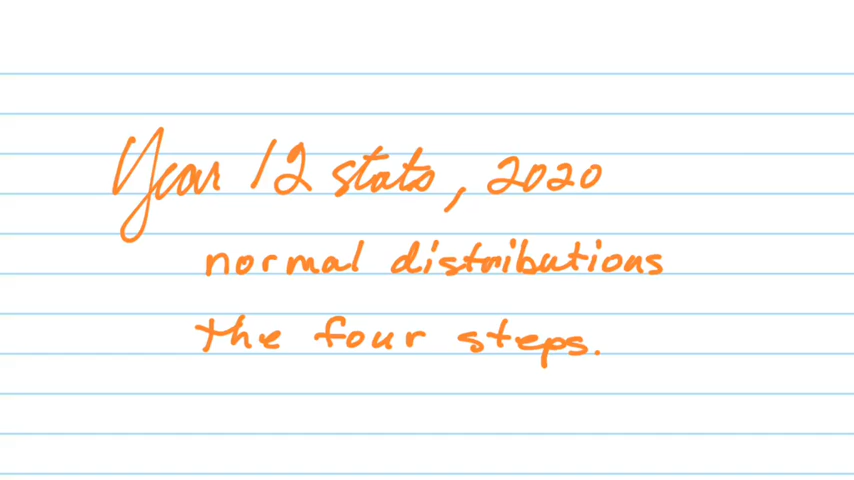 Year 12 stats, 2020
normal distributions
the four steps.